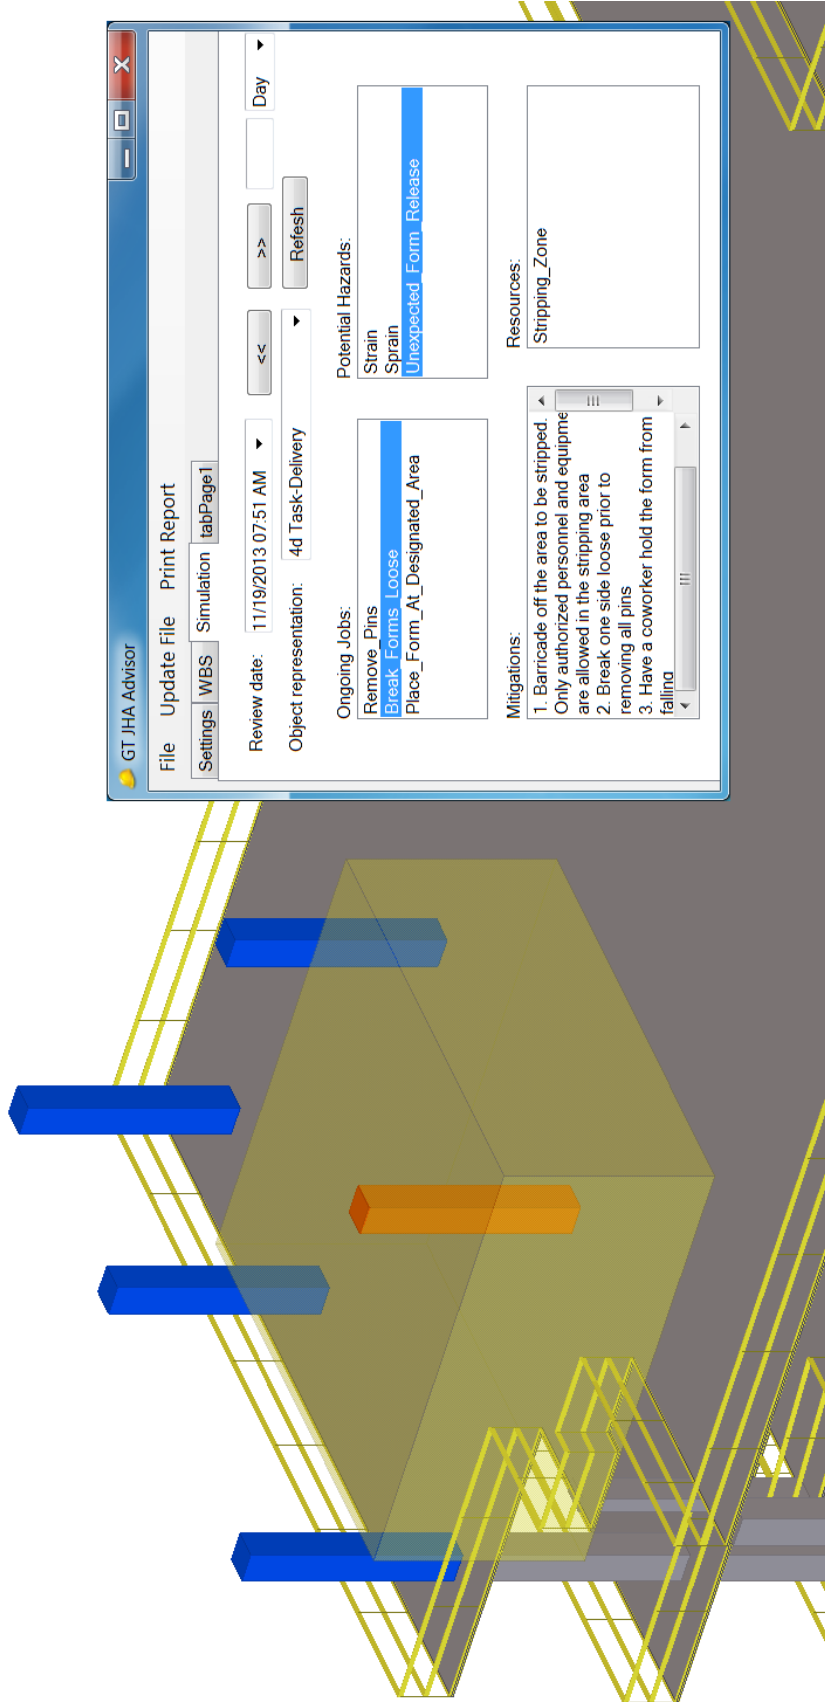 GT JHA Advisor
File Update File Print Report
Settings WBS Simulation tabPage1
Review date: 11/19/2013 07:51 AM << >> Day
Object representation: 4d Task-Delivery Refesh
Ongoing Jobs:
Remove_Pins
Break_Forms_Loose
Place_Form_At_Designated_Area
Potential Hazards:
Strain
Sprain
Unexpected_Form_Release
Mitigations:
1. Barricade off the area to be stripped.
Only authorized personnel and equipme
are allowed in the stripping area
2. Break one side loose prior to
removing all pins
3. Have a coworker hold the form from
falling
Resources:
Stripping_Zone